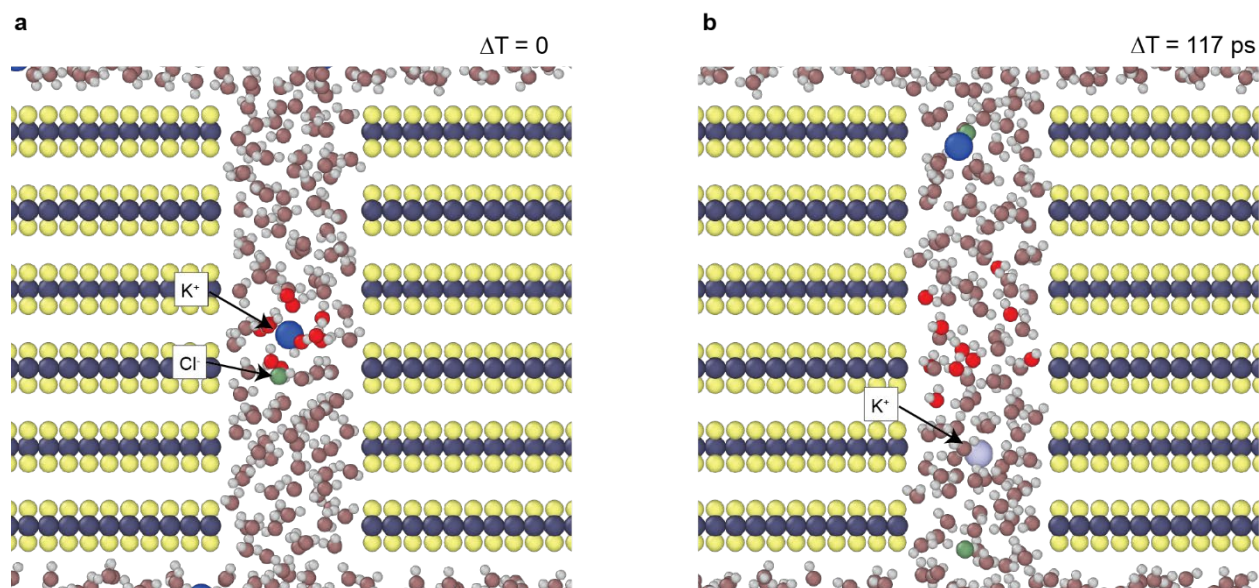 a
ΔT = 0
K⁺
Cl⁻
b
ΔT = 117 ps
K⁺